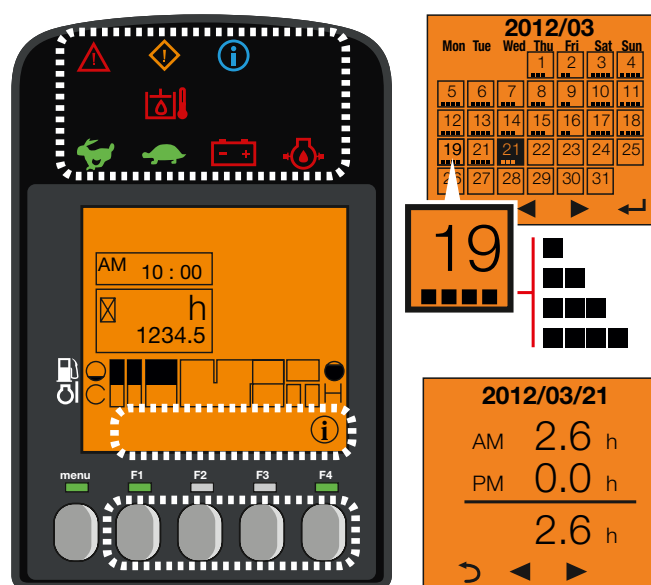 AM 10 : 00
h
1234.5
C H
i
menu F1 F2 F3 F4
2012/03
Mon Tue Wed Thu Fri Sat Sun
1 2 3 4
5 6 7 8 9 10 11
12 13 14 15 16 17 18
19 21 21 22 23 24 25
26 27 28 29 30 31
19
2012/03/21
AM 2.6 h
PM 0.0 h
2.6 h